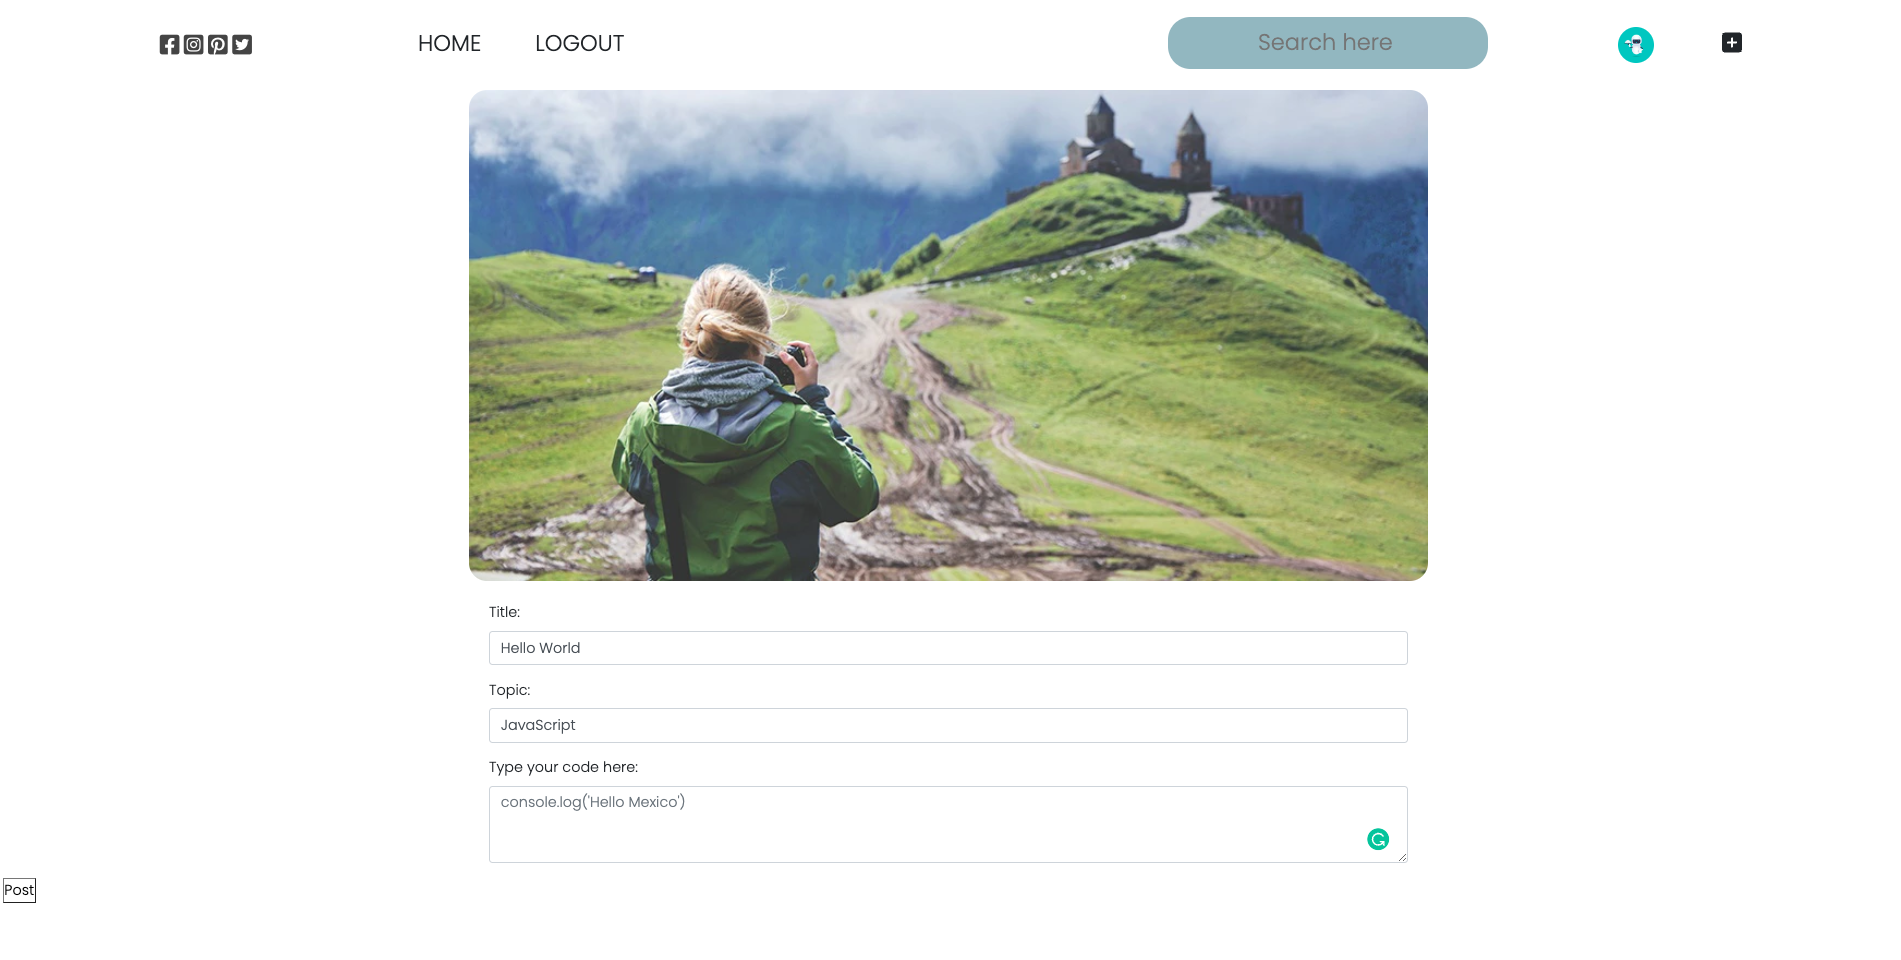 HOME LOGOUT Search here
Title:
Hello World
Topic:
JavaScript
Type your code here:
console.log('Hello Mexico')
Post